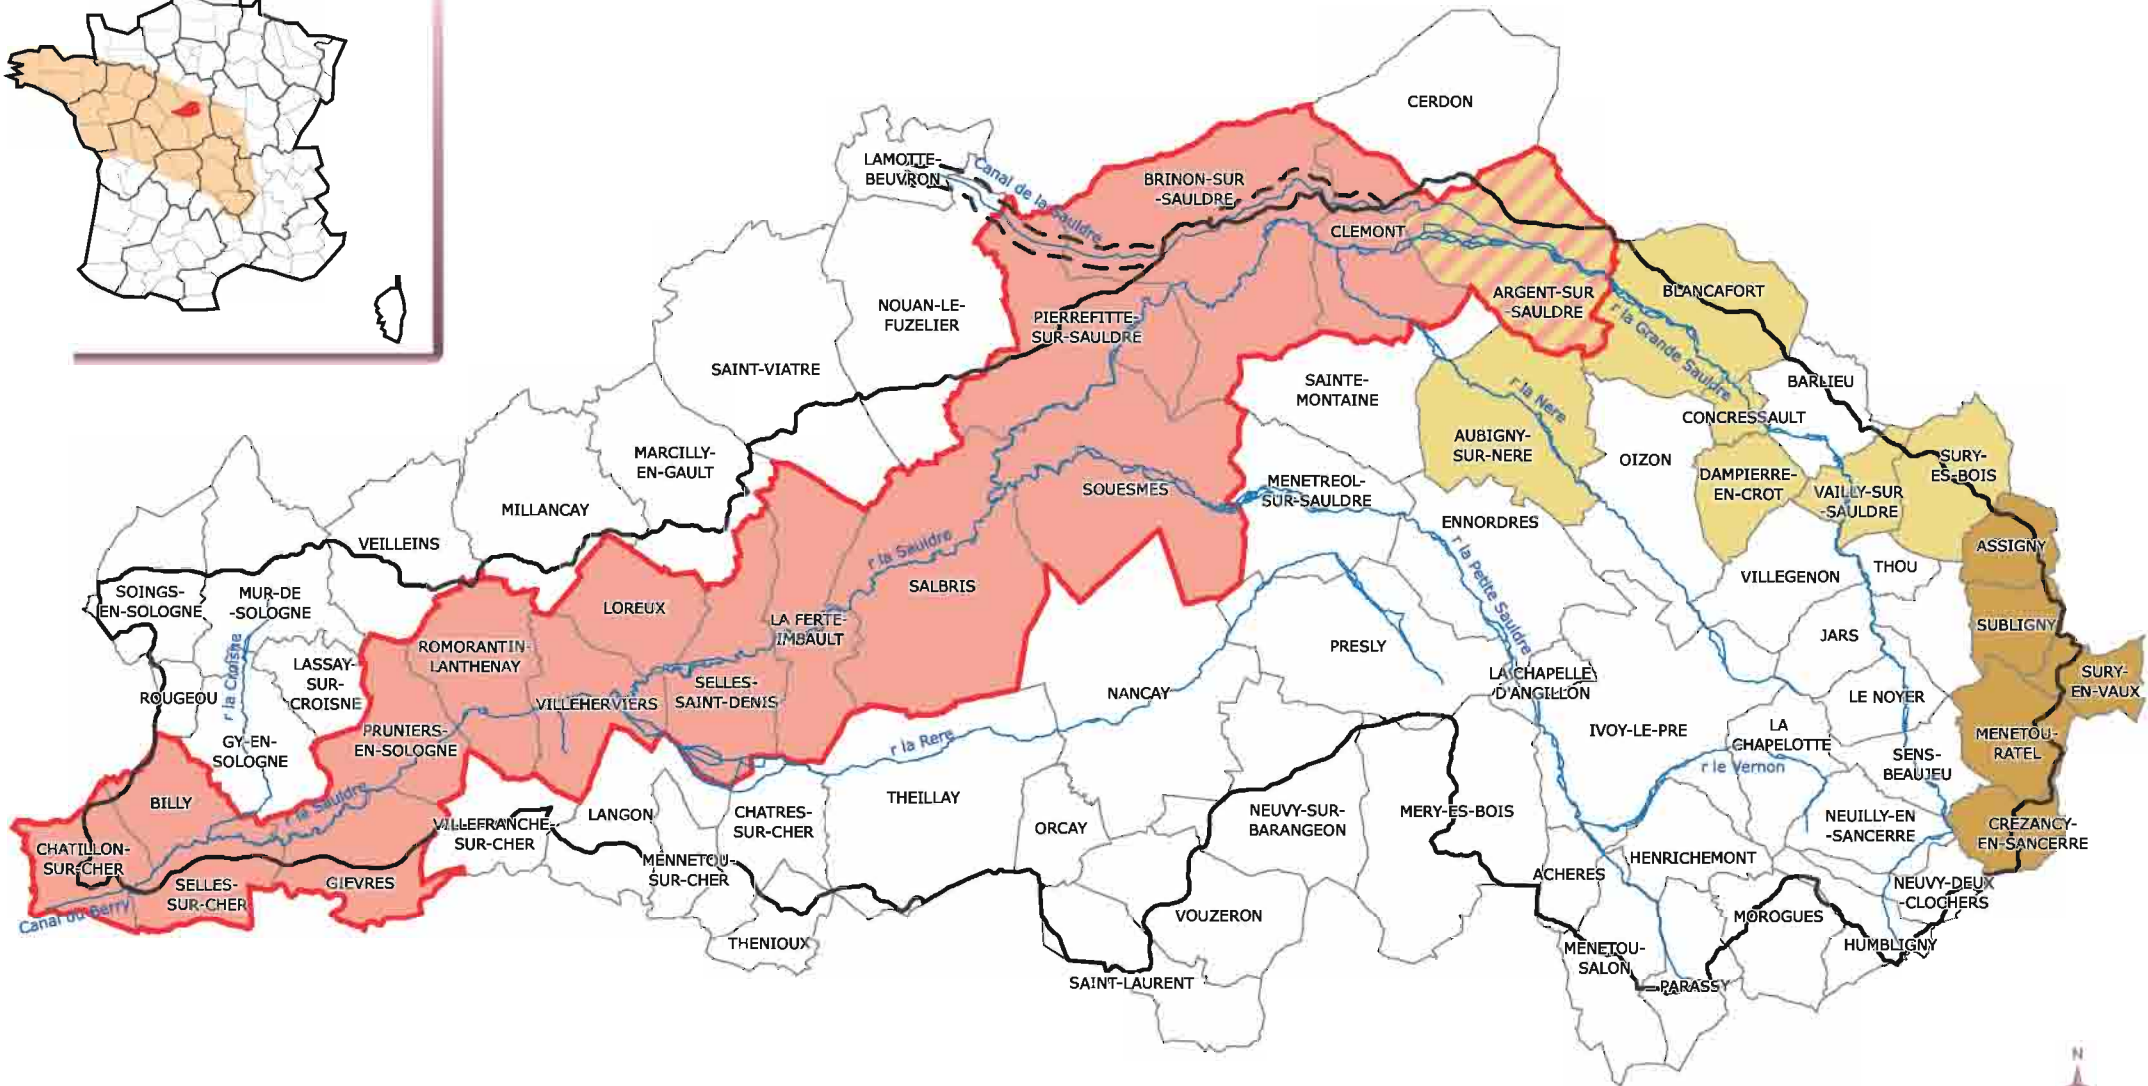 CERDON
LAMOTTE-
BEUVRON
Canal de la Sauldre
BRINON-SUR
-SAULDRE
CLEMONT
ARGENT-SUR
-SAULDRE
BLANCAFORT
r la Grande Sauldre
NOUAN-LE-
FUZELIER
PIERREFITTE-
SUR-SAULDRE
SAINT-VIATRE
SAINTE-
MONTAINE
r la Nere
BARLIEU
CONCRESSAULT
AUBIGNY-
SUR-NERE
OIZON
DAMPIERRE-
EN-CROT
VAILLY-SUR
-SAULDRE
SURY-
ES-BOIS
MARCILLY-
EN-GAULT
MILLANCAY
VEILLEINS
SOUESMES
MENETREOL-
SUR-SAULDRE
ENNORDRES
r la Petite Sauldre
r la Sauldre
SALBRIS
ASSIGNY
THOU
VILLEGENON
SOINGS-
EN-SOLOGNE
MUR-DE
-SOLOGNE
r la Croisne
LASSAY-
SUR-
CROISNE
ROUGEOU
GY-EN-
SOLOGNE
ROMORANTIN-
LANTHENAY
LOREUX
LA FERTE-
IMBAULT
VILLEHERVIERS
SELLES-
SAINT-DENIS
PRUNIERS-
EN-SOLOGNE
PRESLY
NANCAY
r la Rere
LA CHAPELLE
D'ANGILLON
IVOY-LE-PRE
JARS
SUBLIGNY
LE NOYER
SURY-
EN-VAUX
LA
CHAPELOTTE
r le Vernon
SENS-
BEAUJEU
MENETOU-
RATEL
BILLY
r la Sauldre
CHATILLON-
SUR-CHER
SELLES-
SUR-CHER
GIEVRES
Canal du Berry
VILLEFRANCHE-
SUR-CHER
LANGON
MENNETOU-
SUR-CHER
CHATRES-
SUR-CHER
THEILLAY
ORCAY
THENIOUX
NEUVY-SUR-
BARANGEON
MERY-ES-BOIS
VOUZERON
SAINT-LAURENT
ACHERES
HENRICHEMONT
NEUILLY-EN
-SANCERRE
CREZANCY-
EN-SANCERRE
NEUVY-DEUX
-CLOCHERS
MOROGUES
HUMBLIGNY
MENETOU-
SALON
PARASSY
N